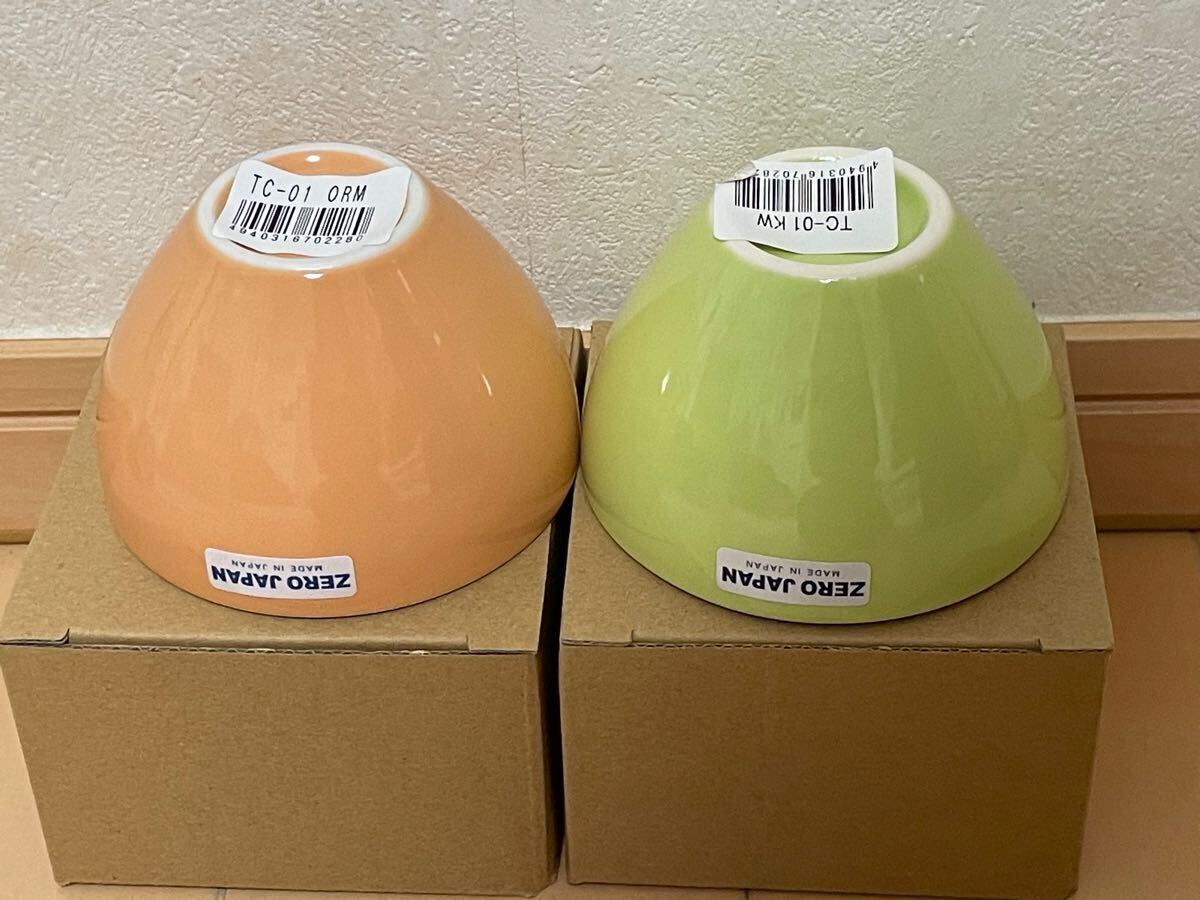 TC-01 ORM
4940316702280
TC-01 KW
ZERO JAPAN
MADE IN JAPAN
ZERO JAPAN
MADE IN JAPAN